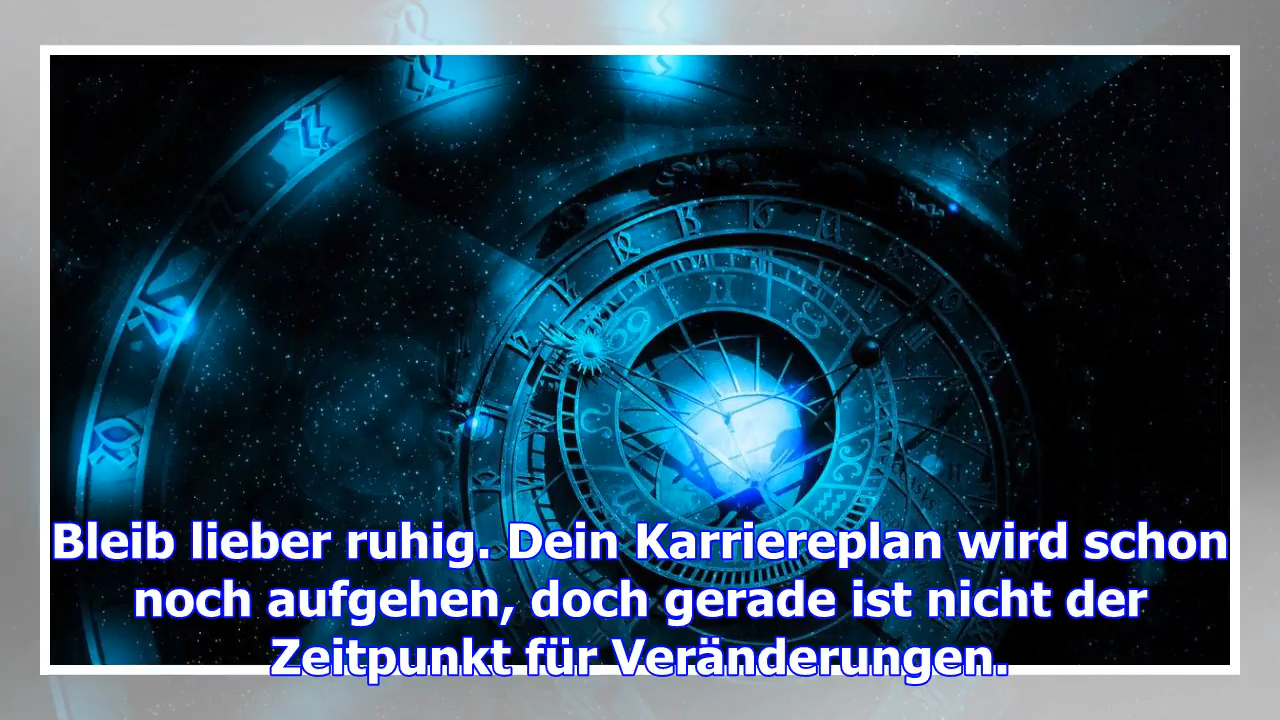 Bleib lieber ruhig. Dein Karriereplan wird schon
noch aufgehen, doch gerade ist nicht der
Zeitpunkt für Veränderungen.